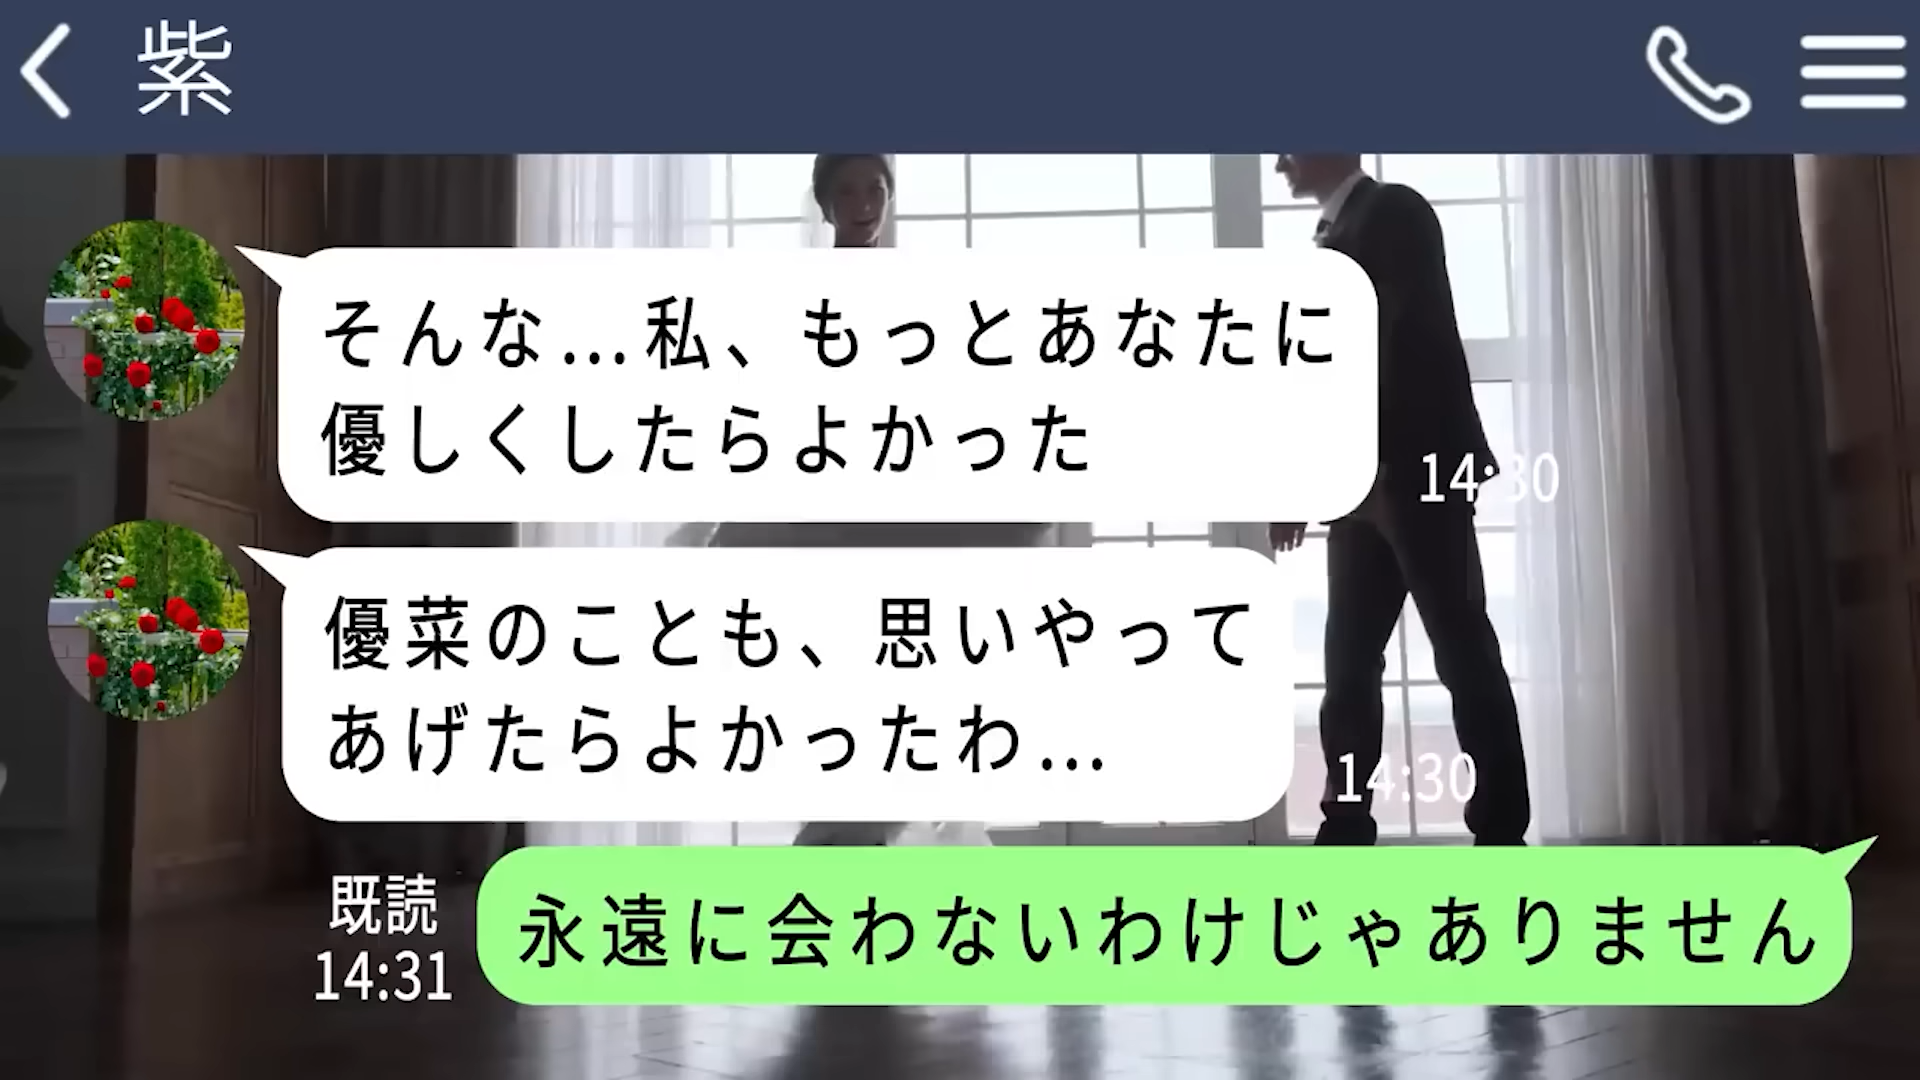 紫
そんな...私、もっとあなたに
優しくしたらよかった
14:30
優菜のことも、思いやって
あげたらよかったわ...
14:30
永遠に会わないわけじゃありません
既読
14:31